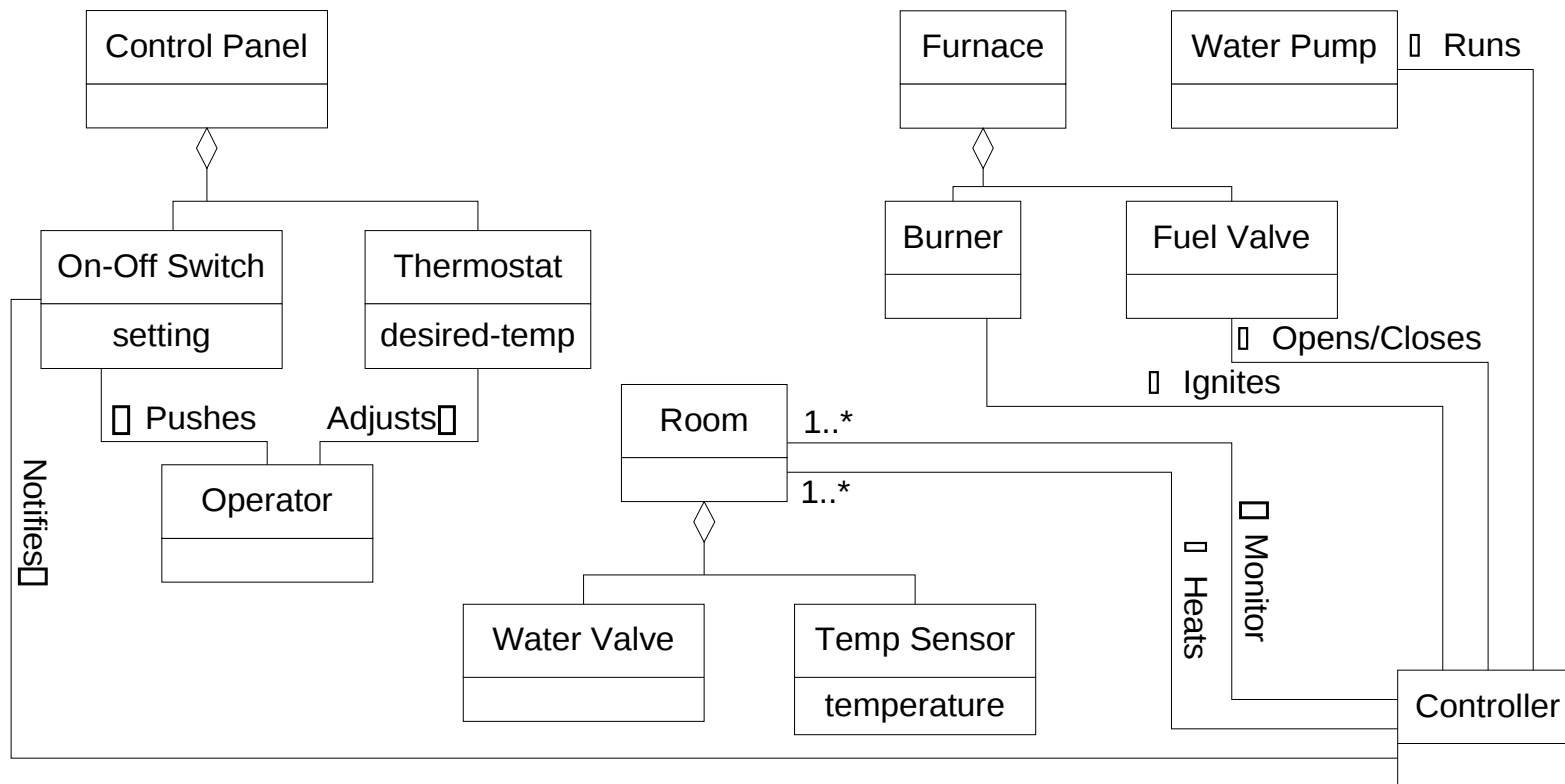 Control Panel
Furnace
Water Pump
Runs
On-Off Switch
setting
Thermostat
desired-temp
Burner
Fuel Valve
Opens/Closes
Ignites
Pushes
Adjusts
Operator
Notifies
Room
1..*
1..*
Monitor
Heats
Water Valve
Temp Sensor
temperature
Controller